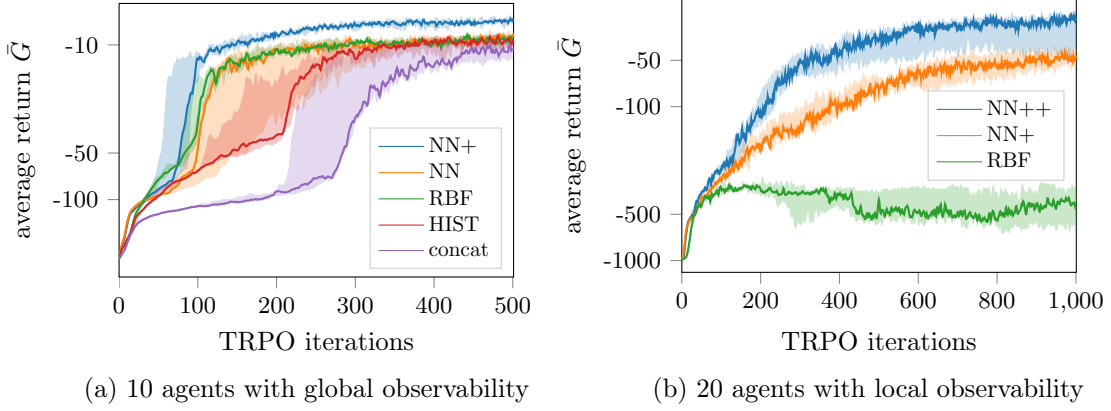 average return Ḡ
-10
-50
-100
NN+
NN
RBF
HIST
concat
0
100
200
300
400
500
TRPO iterations
(a) 10 agents with global observability
average return Ḡ
-50
-100
-500
-1000
NN++
NN+
RBF
0
200
400
600
800
1,000
TRPO iterations
(b) 20 agents with local observability